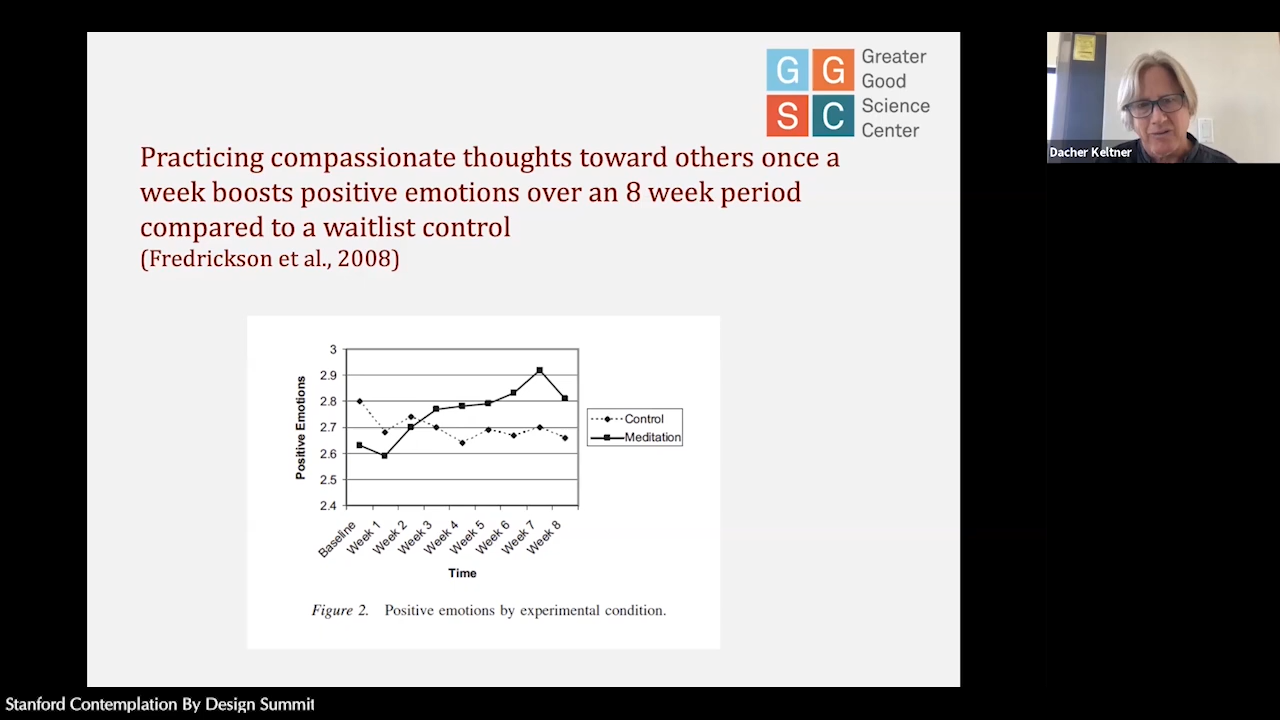 G G
S C
Greater
Good
Science
Center
Dacher Keltner
Practicing compassionate thoughts toward others once a
week boosts positive emotions over an 8 week period
compared to a waitlist control
(Fredrickson et al., 2008)
Positive Emotions
3
2.9
2.8
2.7
2.6
2.5
2.4
Baseline
Week 1
Week 2
Week 3
Week 4
Week 5
Week 6
Week 7
Week 8
Time
Control
Meditation
Figure 2. Positive emotions by experimental condition.
Stanford Contemplation By Design Summit